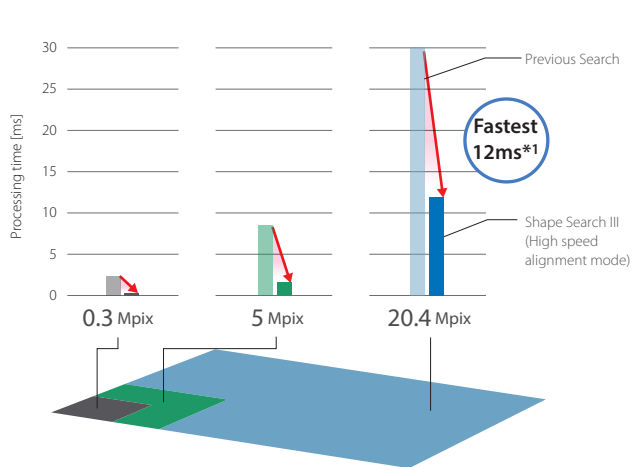 Processing time [ms]
30
25
20
15
10
5
0
Previous Search
Fastest
12ms*1
Shape Search III
(High speed
alignment mode)
0.3 Mpix
5 Mpix
20.4 Mpix